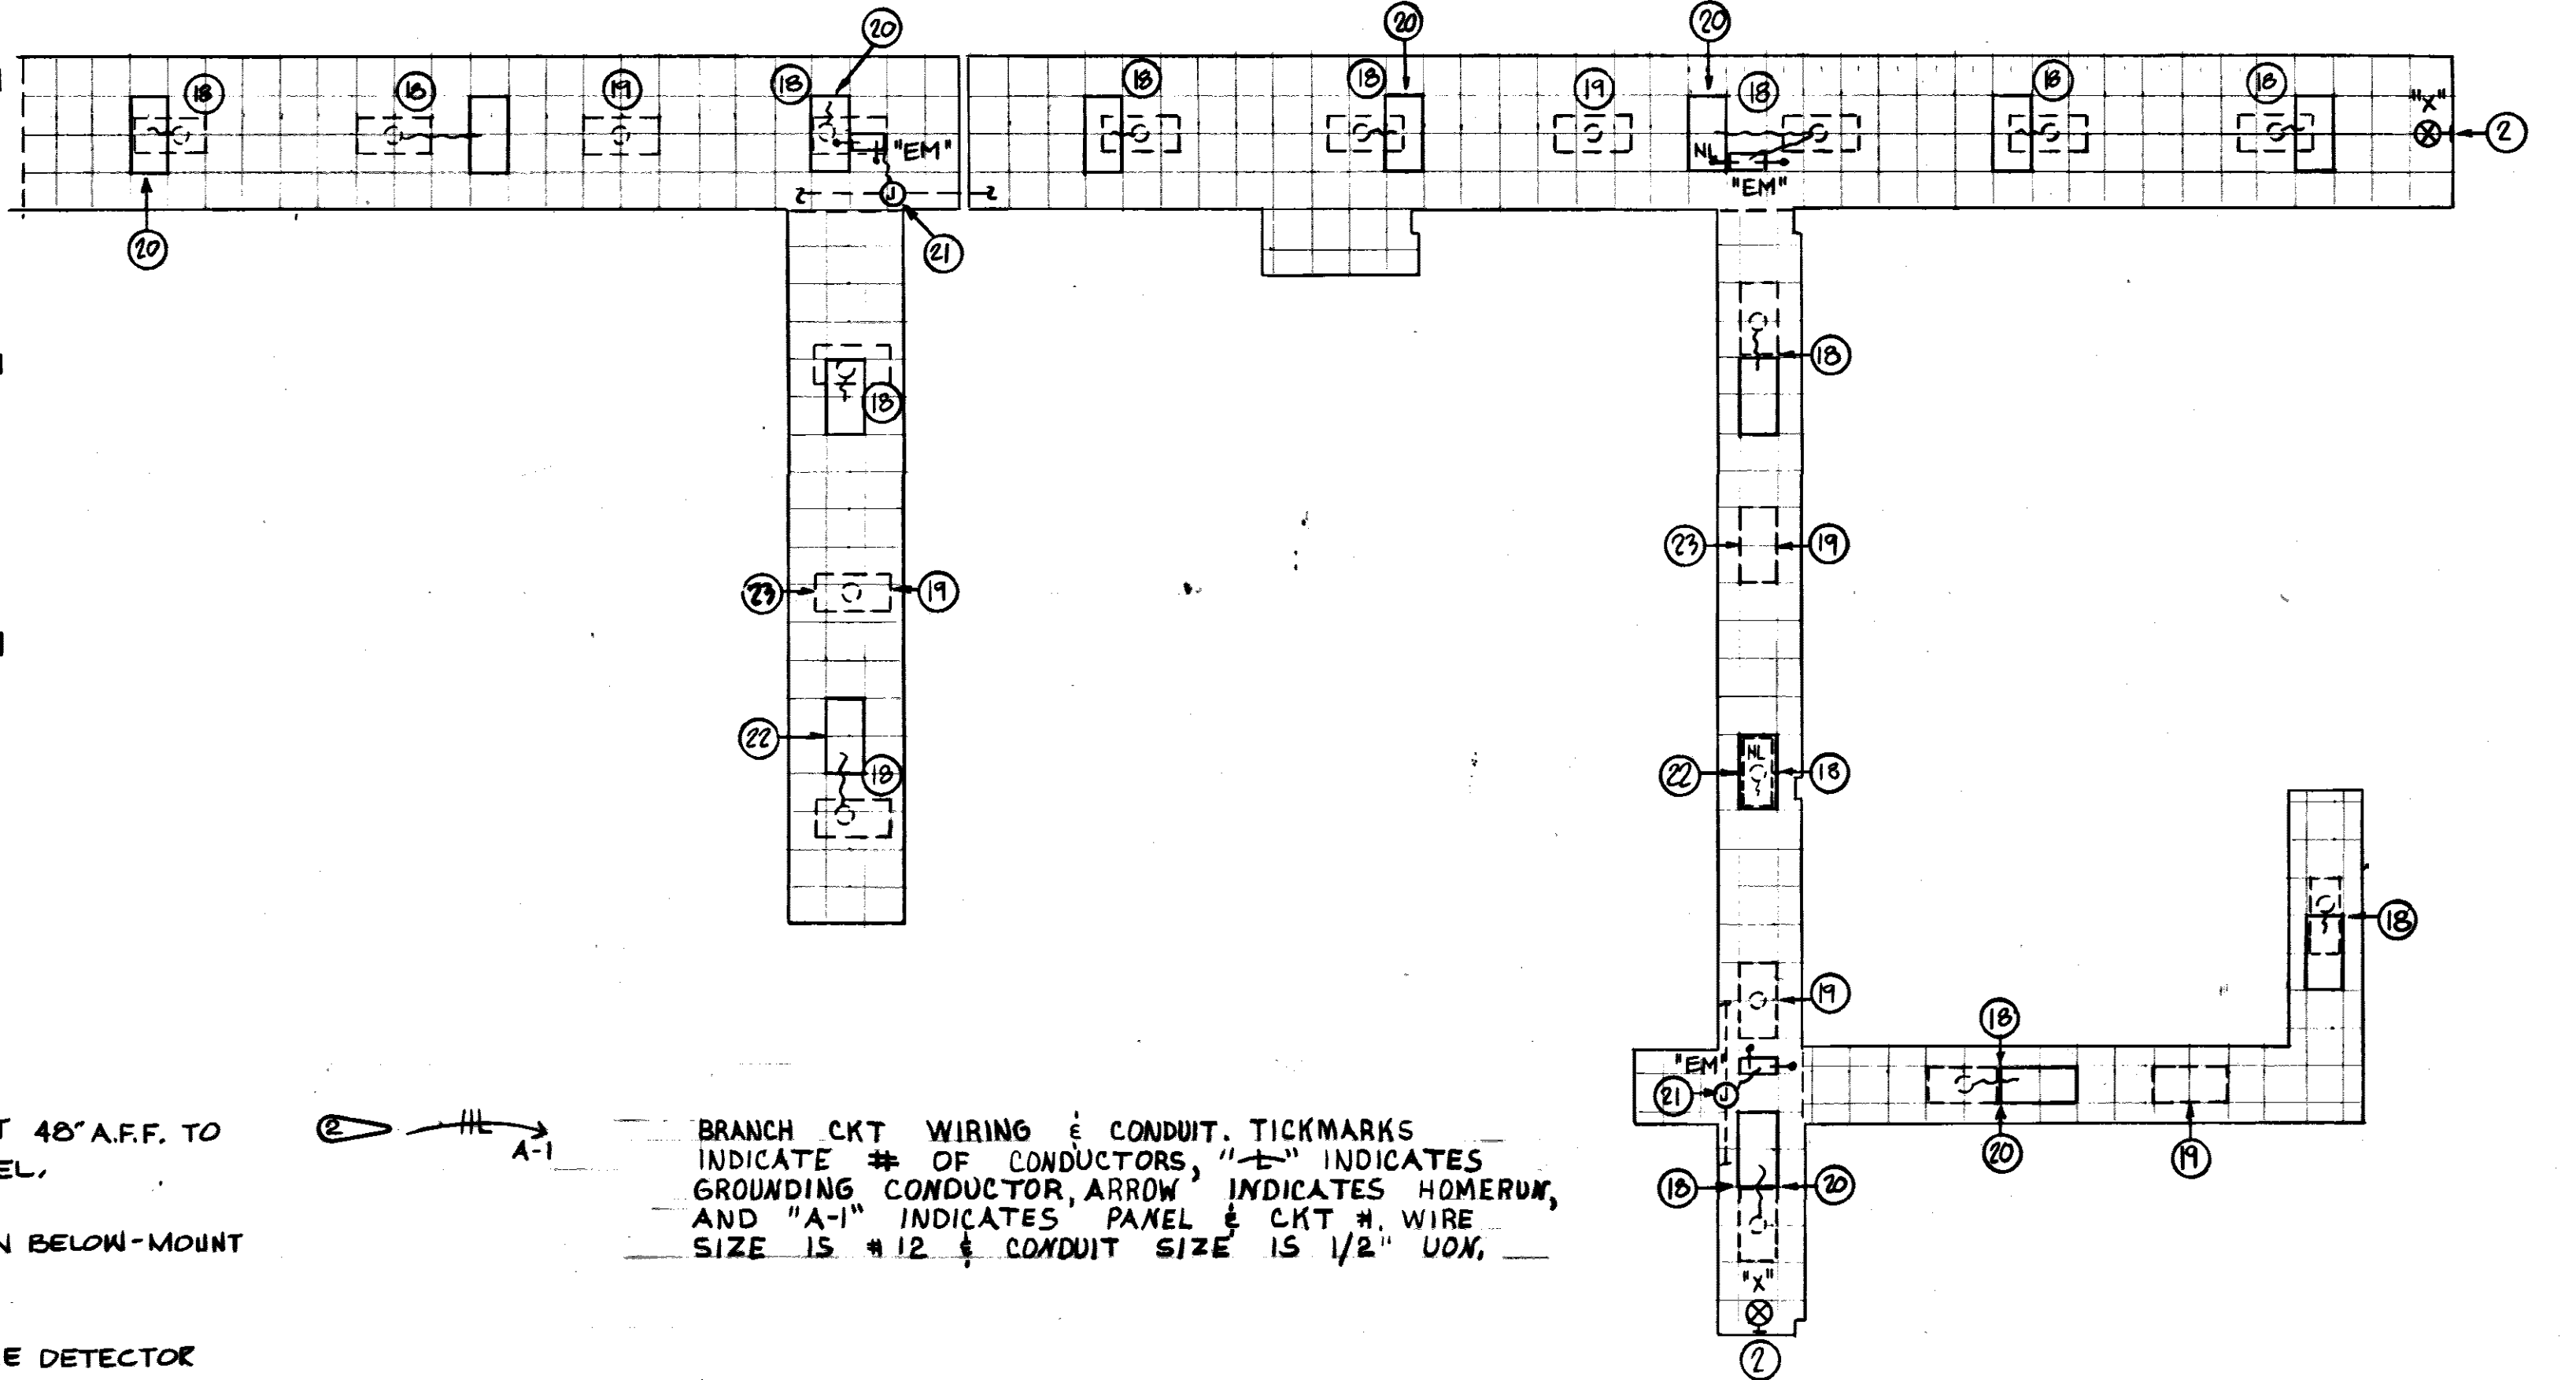 20 20 20
18 18 19 18 18 18 19 18 18 18 "X"
2
"EM" NL "EM"
J
20 21
18
18
23 19 23 19
22 18 22 NL 18
18
19
18
"EM"
21 J
20 19
18 20
"X"
2
T 48" A.F.F. TO
EL.
N BELOW-MOUNT
E DETECTOR
2 A-1
BRANCH CKT WIRING & CONDUIT. TICKMARKS
INDICATE # OF CONDUCTORS, "L" INDICATES
GROUNDING CONDUCTOR, ARROW INDICATES HOMERUN,
AND "A-1" INDICATES PANEL & CKT #. WIRE
SIZE IS #12 & CONDUIT SIZE IS 1/2" UON.